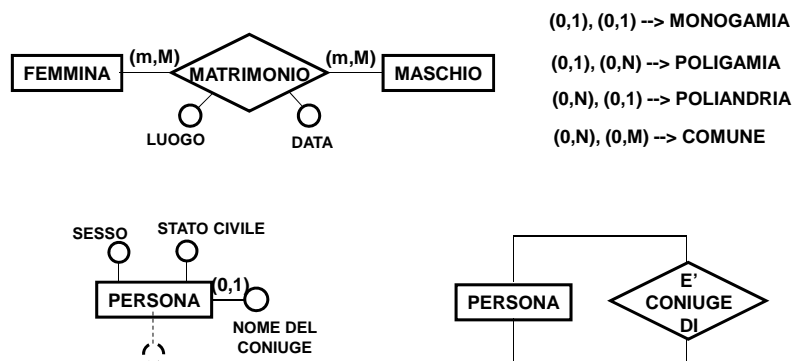 (0,1), (0,1) --> MONOGAMIA
(m,M) (m,M)
FEMMINA MATRIMONIO MASCHIO
(0,1), (0,N) --> POLIGAMIA
(0,N), (0,1) --> POLIANDRIA
LUOGO DATA
(0,N), (0,M) --> COMUNE
SESSO STATO CIVILE
(0,1)
PERSONA
NOME DEL
CONIUGE
PERSONA
E'
CONIUGE
DI